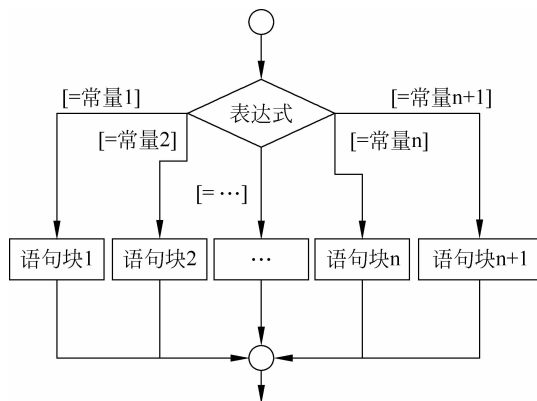 [=常量1]
[=常量n+1]
表达式
[=常量2]
[=常量n]
[= …]
语句块1
语句块2
…
语句块n
语句块n+1